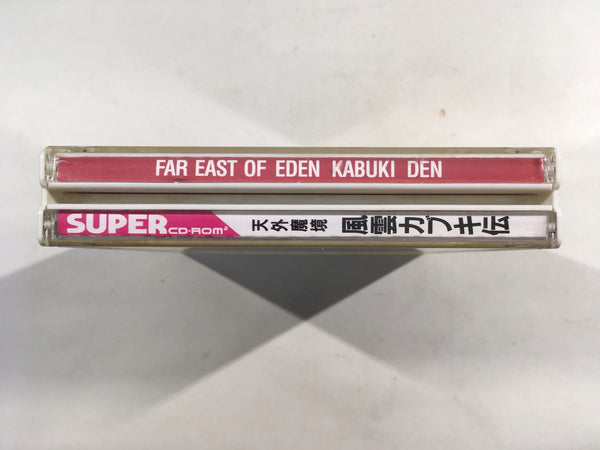 FAR EAST OF EDEN KABUKI DEN
SUPER CD-ROM² 天外魔境 風雲カブキ伝